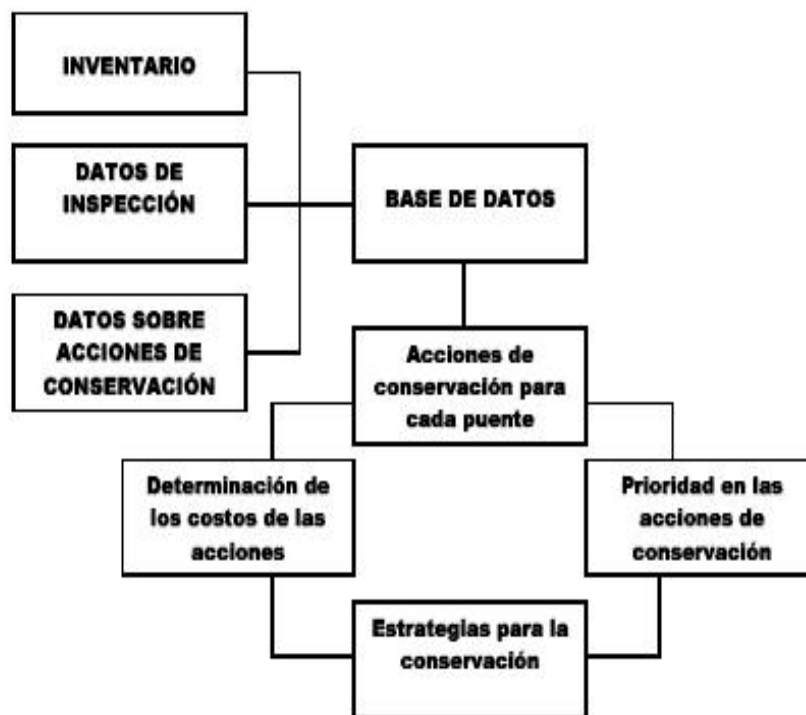 INVENTARIO
DATOS DE
INSPECCIÓN
BASE DE DATOS
DATOS SOBRE
ACCIONES DE
CONSERVACIÓN
Acciones de
conservación para
cada puente
Determinación de
los costos de las
acciones
Prioridad en las
acciones de
conservación
Estrategias para la
conservación